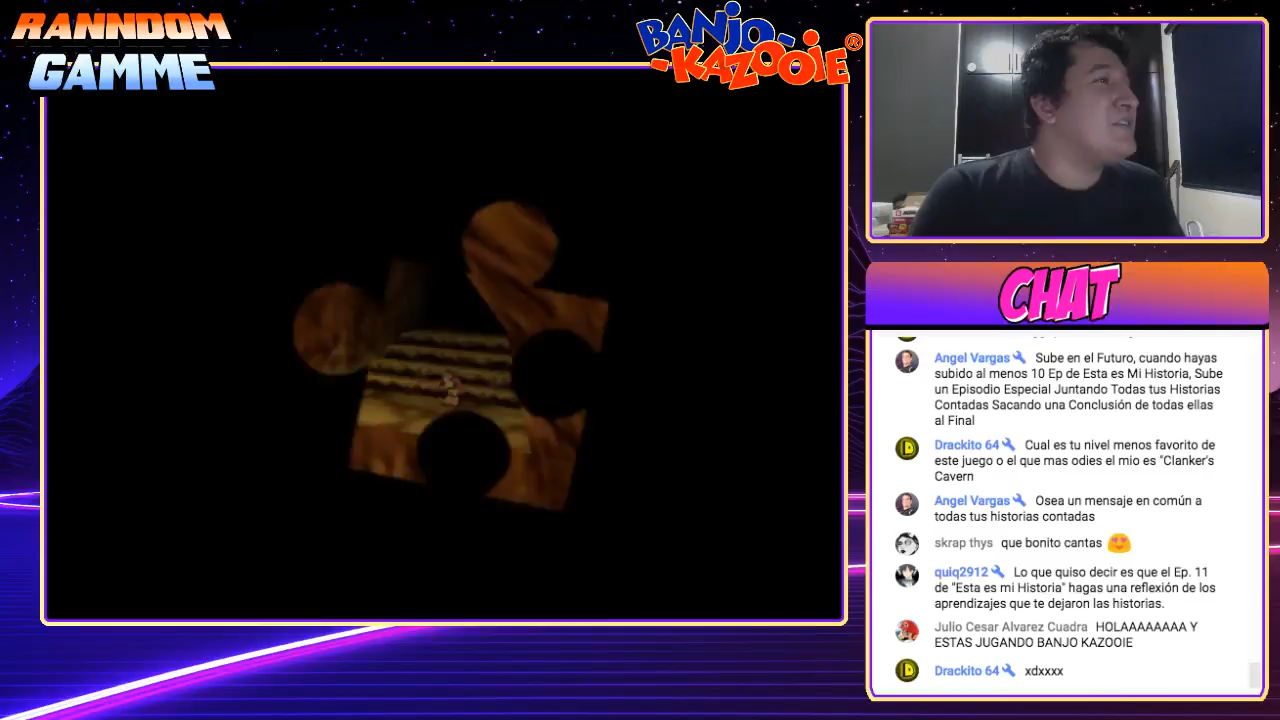 RANNDOM
GAMME
BANJO-
-KAZOOIE®
CHAT
Angel Vargas Sube en el Futuro, cuando hayas
subido al menos 10 Ep de Esta es Mi Historia, Sube
un Episodio Especial Juntando Todas tus Historias
Contadas Sacando una Conclusión de todas ellas
al Final
Drackito 64 Cual es tu nivel menos favorito de
este juego o el que mas odies el mio es "Clanker's
Cavern
Angel Vargas Osea un mensaje en común a
todas tus historias contadas
skrap thys que bonito cantas 😍
quiq2912 Lo que quiso decir es que el Ep. 11
de "Esta es mi Historia" hagas una reflexión de los
aprendizajes que te dejaron las historias.
Julio Cesar Alvarez Cuadra HOLAAAAAAAA Y
ESTAS JUGANDO BANJO KAZOOIE
Drackito 64 xdxxxx